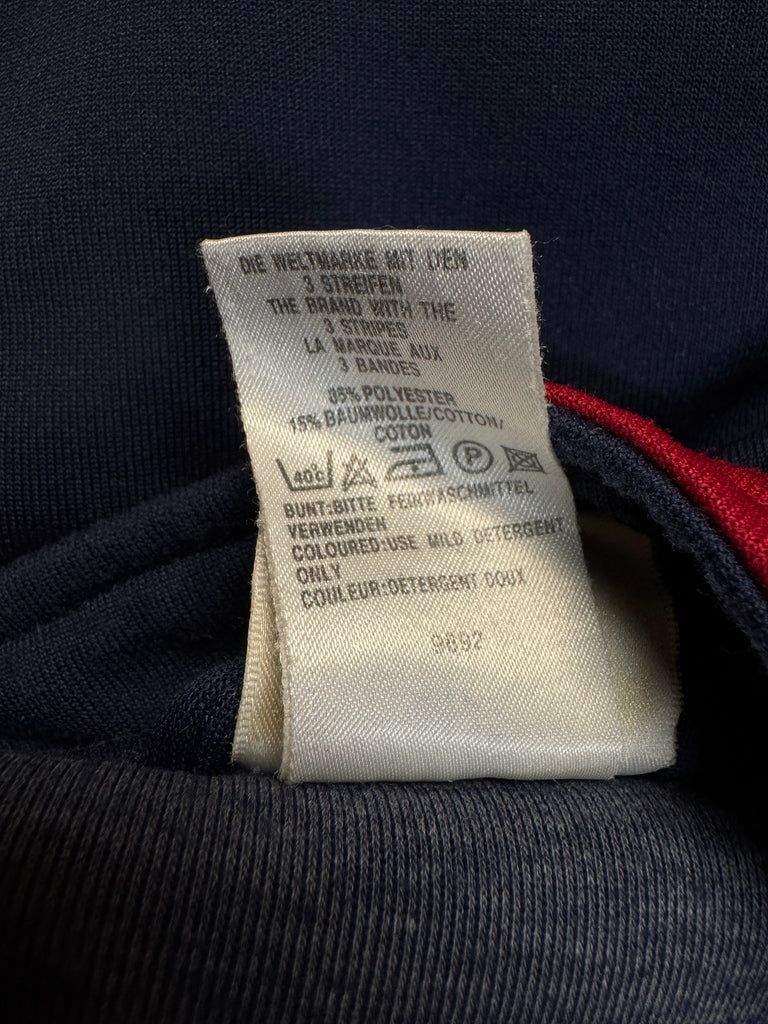 DIE WELTMARKE MIT DEN
3 STREIFEN
THE BRAND WITH THE
3 STRIPES
LA MARQUE AUX
3 BANDES
85% POLYESTER
15% BAUMWOLLE/COTTON/
COTON
40°c P
BUNT:BITTE FEINWASCHMITTEL
VERWENDEN
COLOURED:USE MILD DETERGENT
ONLY
COULEUR:DETERGENT DOUX
9892